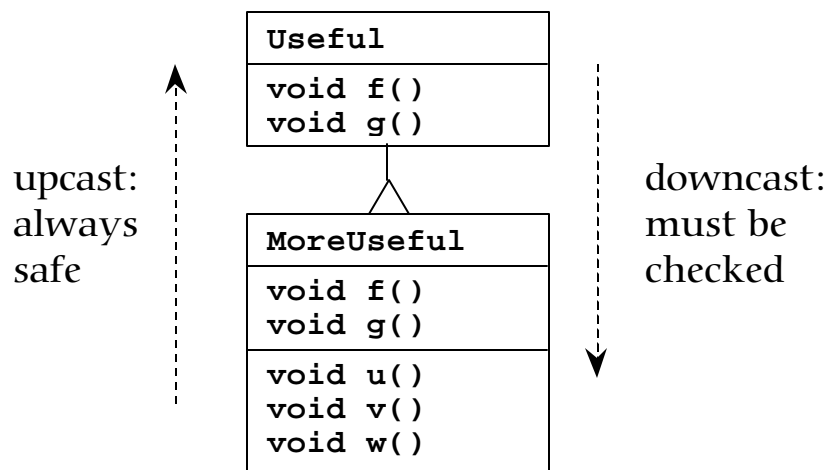 Useful
void f()
void g()
upcast:
always
safe
downcast:
must be
checked
MoreUseful
void f()
void g()
void u()
void v()
void w()